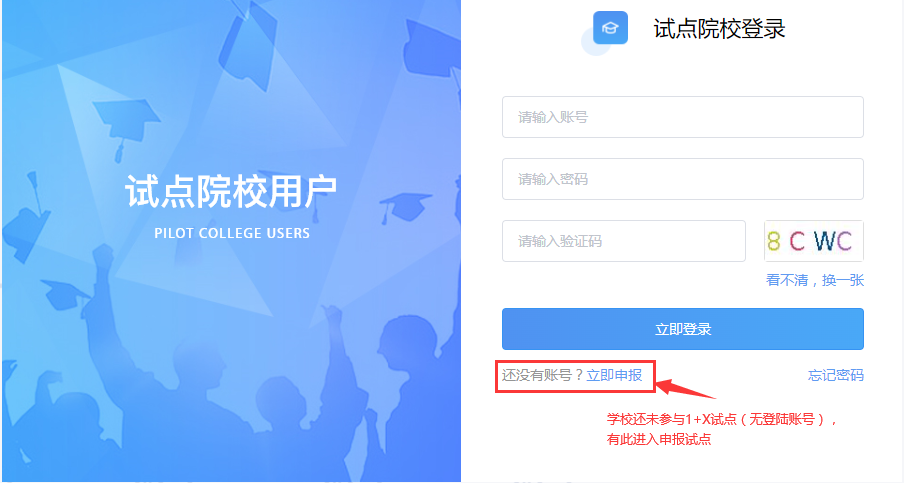 试点院校用户
PILOT COLLEGE USERS
试点院校登录
请输入账号
请输入密码
请输入验证码
8 C W C
看不清，换一张
立即登录
还没有账号？立即申报
忘记密码
学校还未参与1+X试点（无登陆账号），
有此进入申报试点